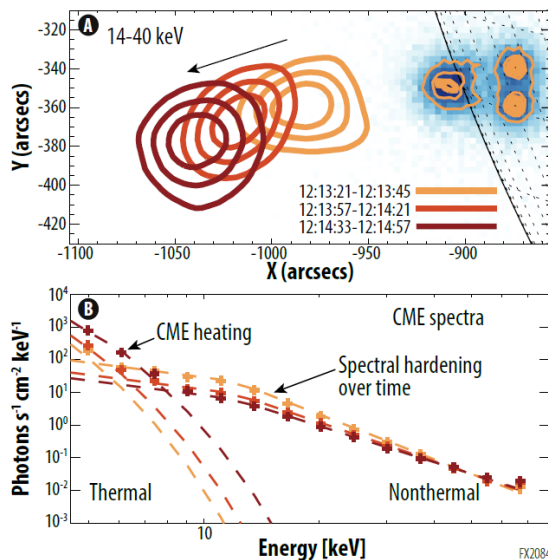 A 14-40 keV
-320
-340
-360
-380
-400
-420
Y (arcsecs)
12:13:21-12:13:45
12:13:57-12:14:21
12:14:33-12:14:57
-1100 -1050 -1000 -950 -900
X (arcsecs)
B
CME spectra
CME heating
Spectral hardening
over time
10⁴
10³
10²
10¹
10⁰
10⁻¹
10⁻²
10⁻³
Photons s⁻¹ cm⁻² keV⁻¹
Thermal Nonthermal
10
Energy [keV]
FX2084